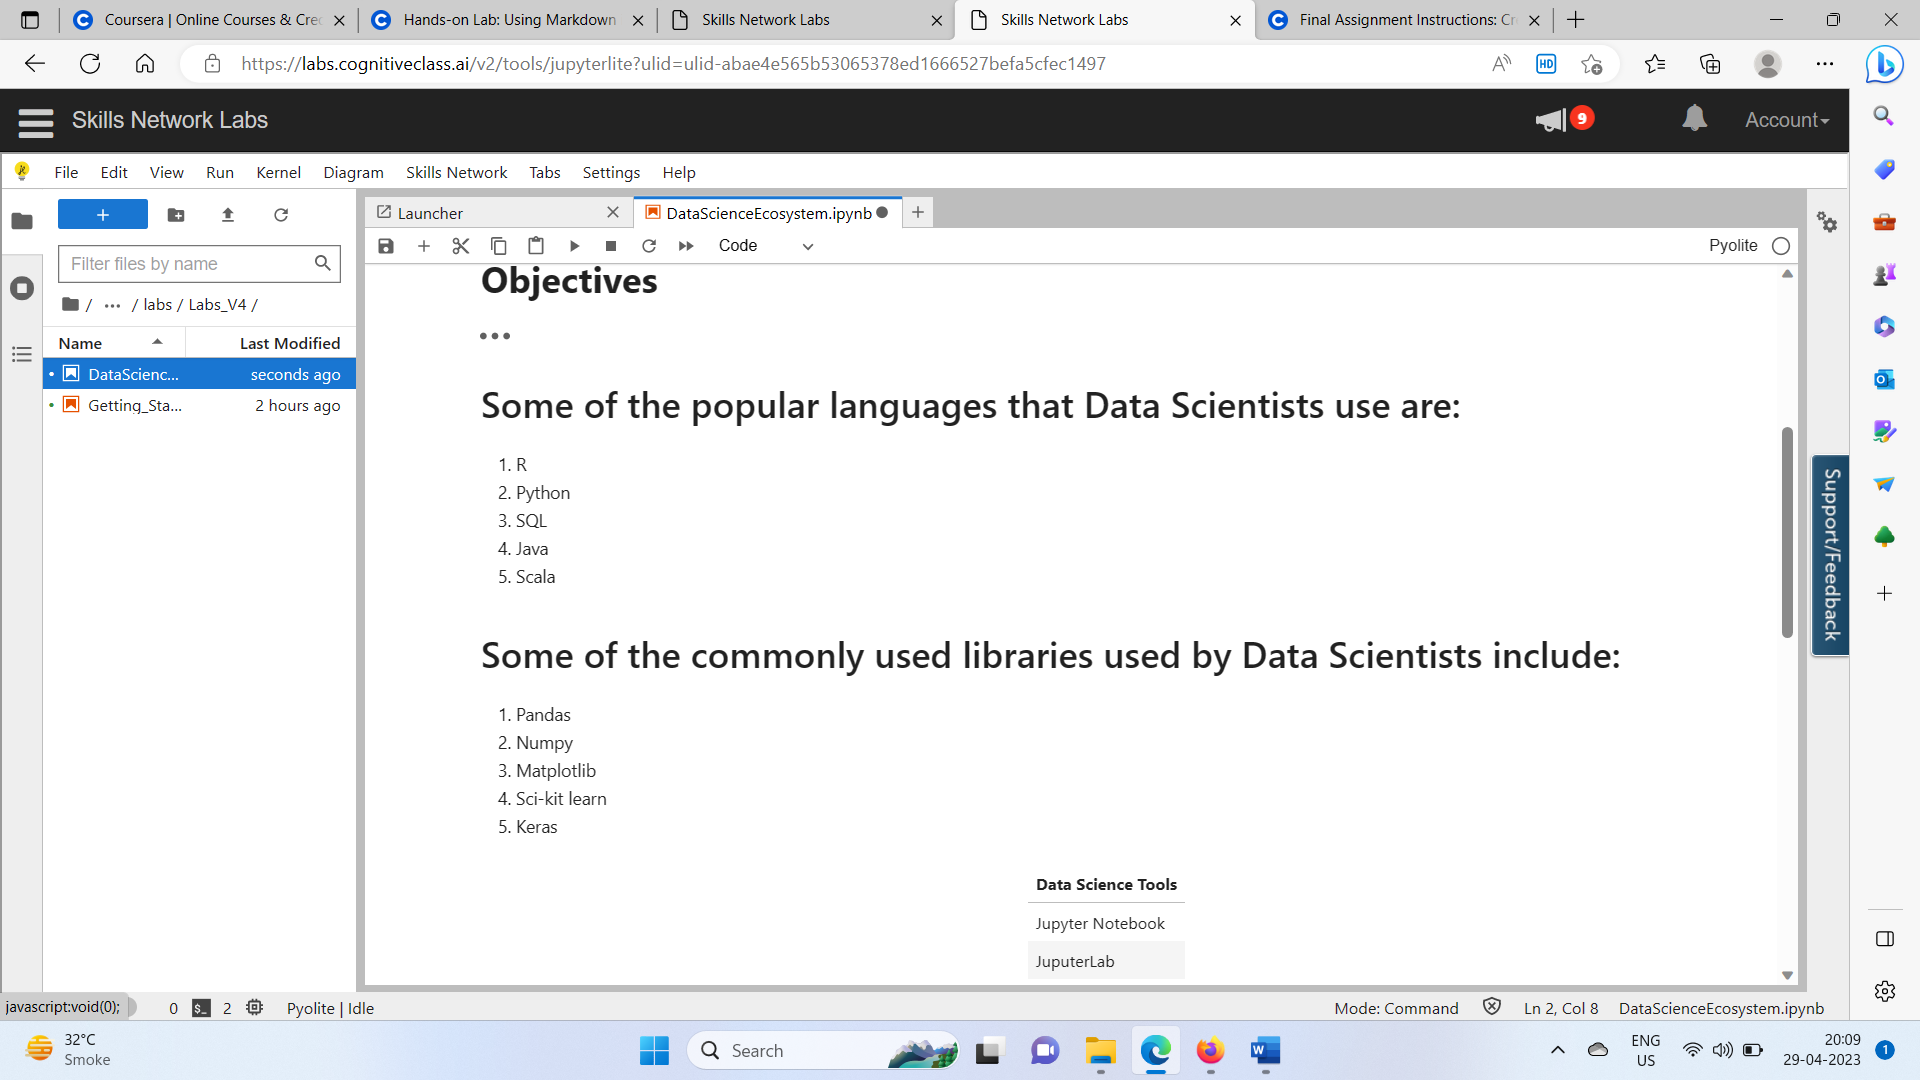 Coursera | Online Courses & Cre
Hands-on Lab: Using Markdown
Skills Network Labs
Skills Network Labs
Final Assignment Instructions: Cr
https://labs.cognitiveclass.ai/v2/tools/jupyterlite?ulid=ulid-abae4e565b53065378ed1666527befa5cfec1497
HD
Skills Network Labs
9
Account
File Edit View Run Kernel Diagram Skills Network Tabs Settings Help
Launcher
DataScienceEcosystem.ipynb
Code
Pyolite
Filter files by name
/ ... / labs / Labs_V4 /
Name Last Modified
DataScienc... seconds ago
Getting_Sta... 2 hours ago
Objectives
Some of the popular languages that Data Scientists use are:
1. R
2. Python
3. SQL
4. Java
5. Scala
Some of the commonly used libraries used by Data Scientists include:
1. Pandas
2. Numpy
3. Matplotlib
4. Sci-kit learn
5. Keras
Data Science Tools
Jupyter Notebook
JuputerLab
Support/Feedback
javascript:void(0);
0 2 Pyolite | Idle
Mode: Command Ln 2, Col 8 DataScienceEcosystem.ipynb
32°C
Smoke
Search
ENG
US
20:09
29-04-2023
1